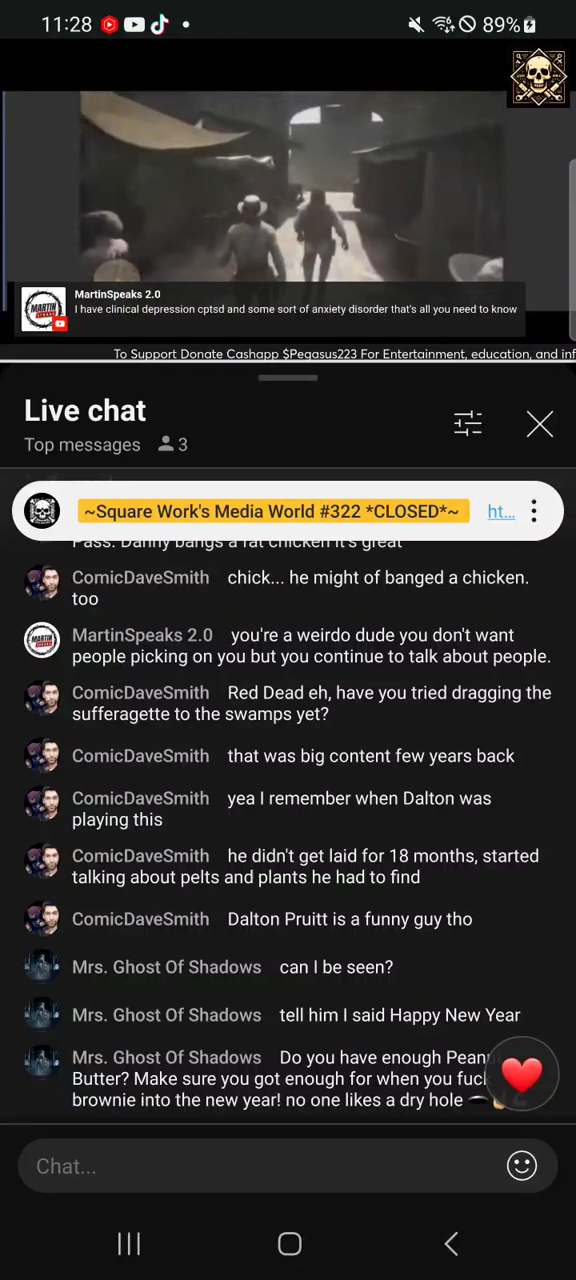 11:28
89%
MARTIN
MartinSpeaks 2.0
I have clinical depression cptsd and some sort of anxiety disorder that's all you need to know
To Support Donate Cashapp $Pegasus223 For Entertainment, education, and inf
Live chat
Top messages 3
~Square Work's Media World #322 *CLOSED*~ ht...
Pass. Danny bangs a fat chicken it's great
ComicDaveSmith chick... he might of banged a chicken.
too
MARTIN
MartinSpeaks 2.0 you're a weirdo dude you don't want
people picking on you but you continue to talk about people.
ComicDaveSmith Red Dead eh, have you tried dragging the
sufferagette to the swamps yet?
ComicDaveSmith that was big content few years back
ComicDaveSmith yea I remember when Dalton was
playing this
ComicDaveSmith he didn't get laid for 18 months, started
talking about pelts and plants he had to find
ComicDaveSmith Dalton Pruitt is a funny guy tho
Mrs. Ghost Of Shadows can I be seen?
Mrs. Ghost Of Shadows tell him I said Happy New Year
Mrs. Ghost Of Shadows Do you have enough Pean
Butter? Make sure you got enough for when you fuck
brownie into the new year! no one likes a dry hole 🕳️
Chat...